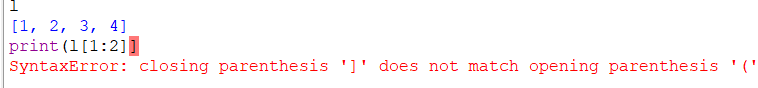 l
[1, 2, 3, 4]
print(l[1:2]]
SyntaxError: closing parenthesis ']' does not match opening parenthesis '('